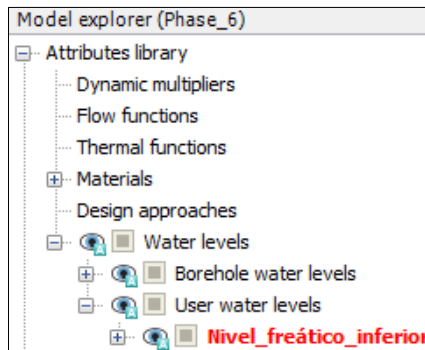 Model explorer (Phase_6)
Attributes library
Dynamic multipliers
Flow functions
Thermal functions
Materials
Design approaches
Water levels
Borehole water levels
User water levels
Nivel_freático_inferior